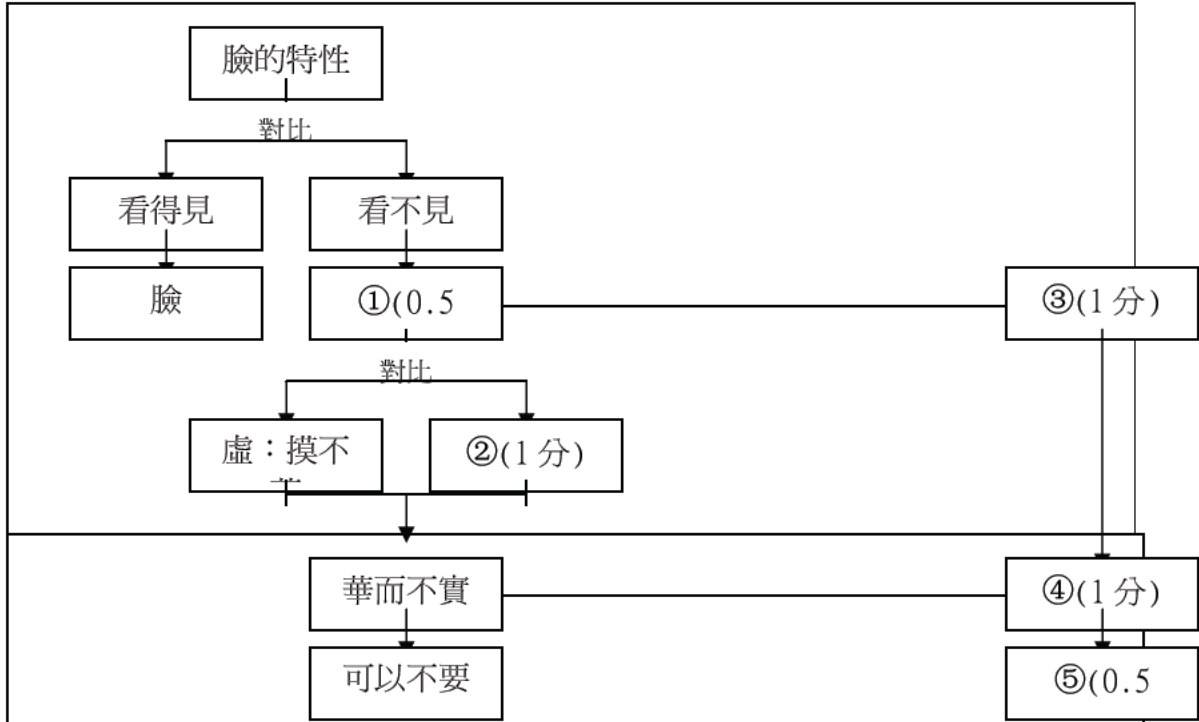 臉的特性
對比
看得見
看不見
臉
①(0.5
③(1分)
對比
虛：摸不
②(1分)
華而不實
④(1分)
可以不要
⑤(0.5